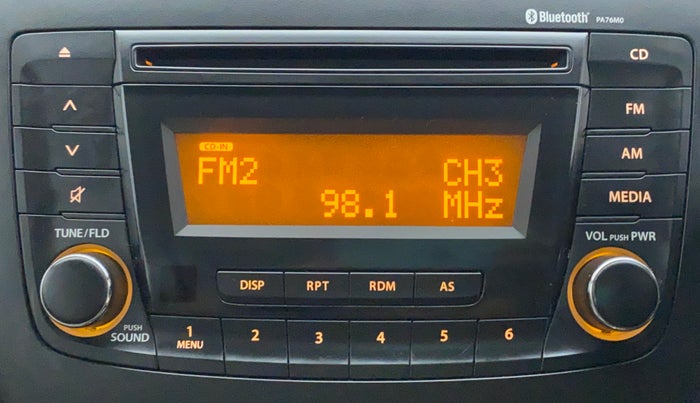 Bluetooth PA76M0
CD
FM
AM
MEDIA
CD-IN
FM2 CH3
98.1 MHz
TUNE/FLD
VOL PUSH PWR
DISP RPT RDM AS
PUSH SOUND
1 MENU 2 3 4 5 6